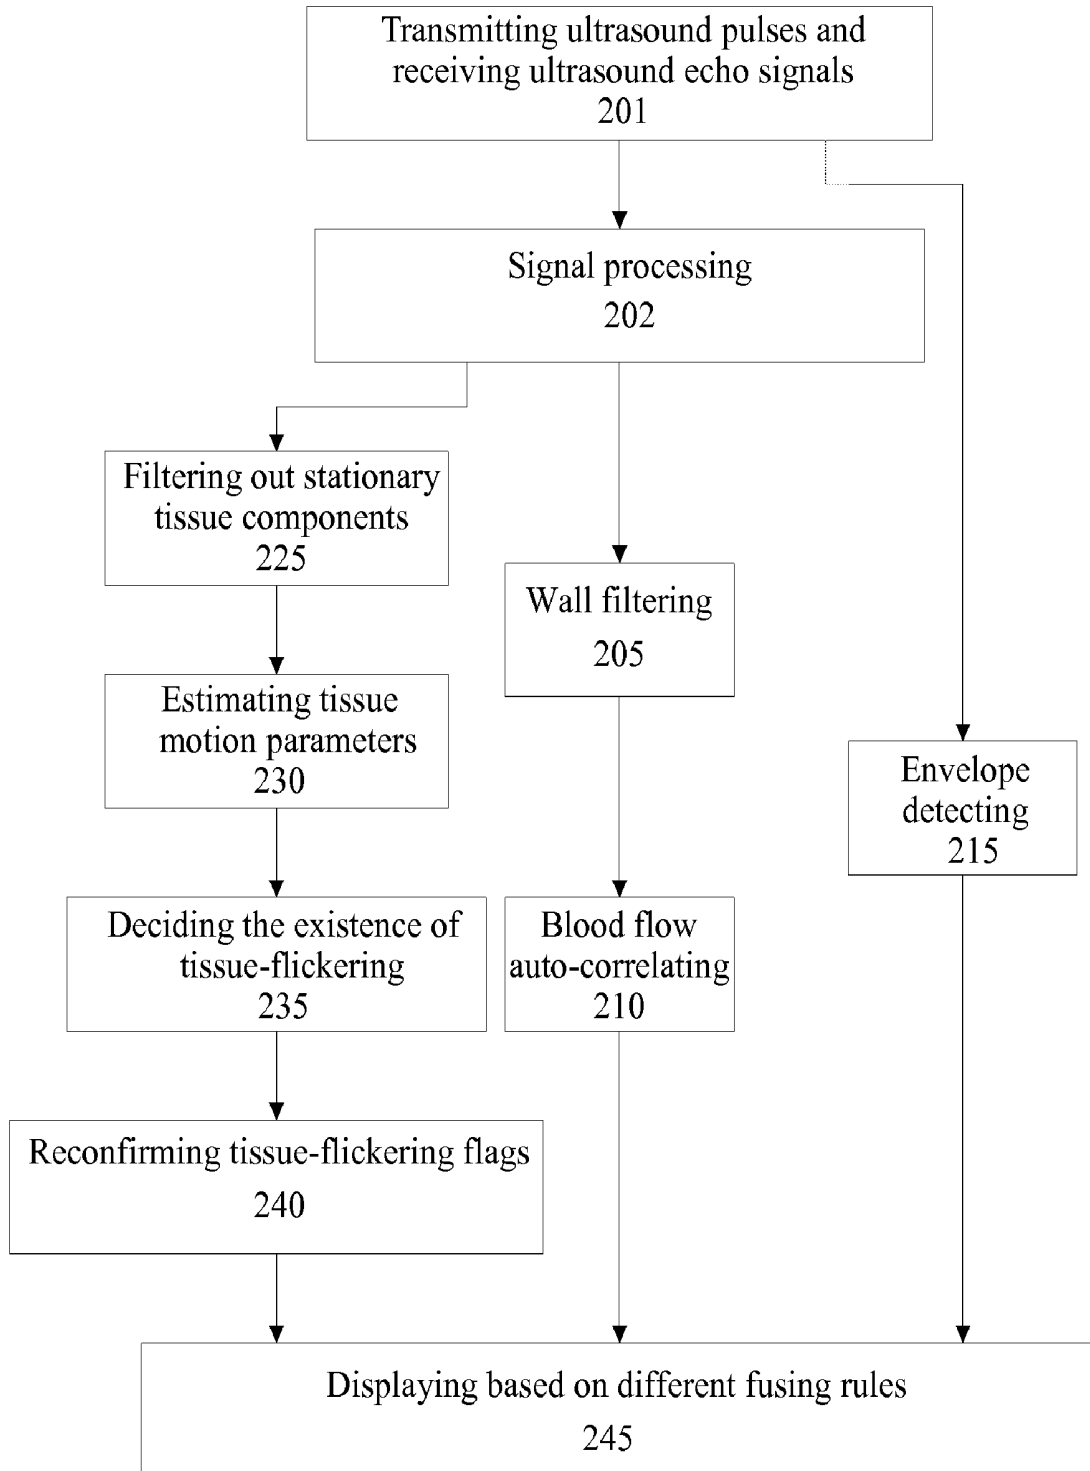 Transmitting ultrasound pulses and
receiving ultrasound echo signals
201
Signal processing
202
Filtering out stationary
tissue components
225
Wall filtering
205
Estimating tissue
motion parameters
230
Envelope
detecting
215
Deciding the existence of
tissue-flickering
235
Blood flow
auto-correlating
210
Reconfirming tissue-flickering flags
240
Displaying based on different fusing rules
245